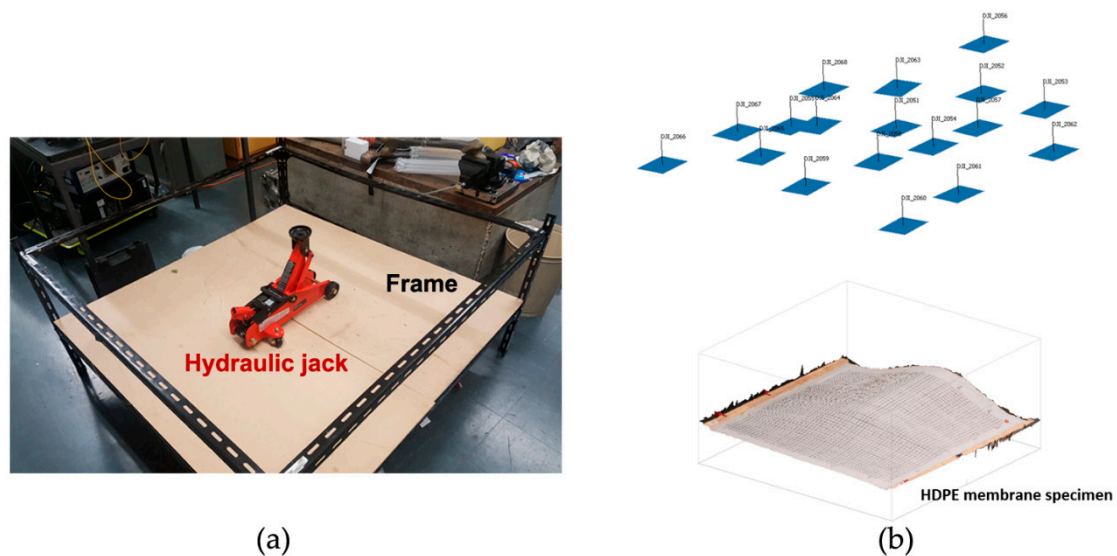 Frame
Hydraulic jack
(a)
DJI_2056
DJI_2068
DJI_2063
DJI_2052
DJI_2053
DJI_2067
DJI_2064
DJI_2051
DJI_2057
DJI_2054
DJI_2062
DJI_2066
DJI_2059
DJI_2061
DJI_2060
HDPE membrane specimen
(b)